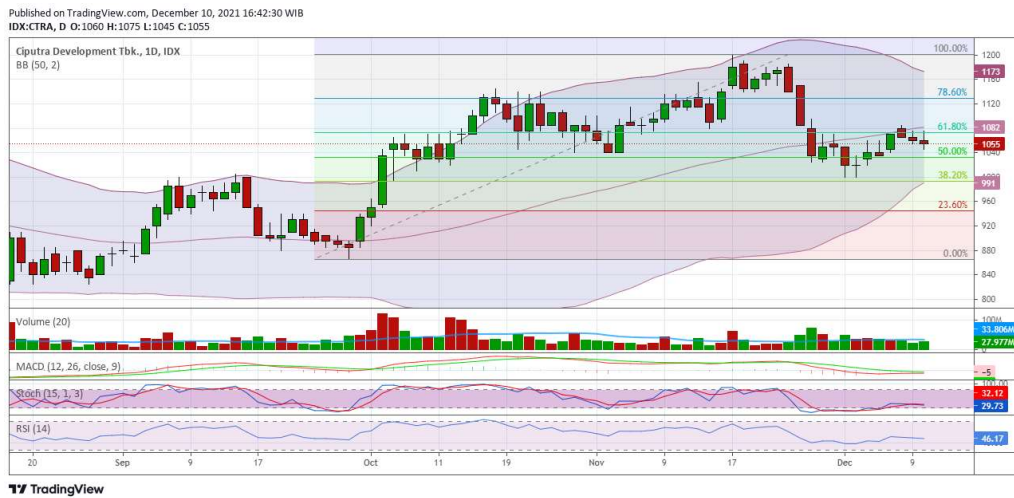 Published on TradingView.com, December 10, 2021 16:42:30 WIB
IDX:CTRA, D O:1060 H:1075 L:1045 C:1055
Ciputra Development Tbk., 1D, IDX
BB (50, 2)
100.00%
1200
1173
1160
78.60%
1120
61.80%
1082
1055
50.00%
1040
38.20%
991
960
23.60%
920
880
0.00%
840
800
Volume (20)
100M
33.806M
27.977M
MACD (12, 26, close, 9)
−5
Stoch (15, 1, 3)
100.00
32.12
29.73
RSI (14)
46.17
20 Sep 9 17 Oct 11 19 Nov 9 17 Dec 9
TradingView